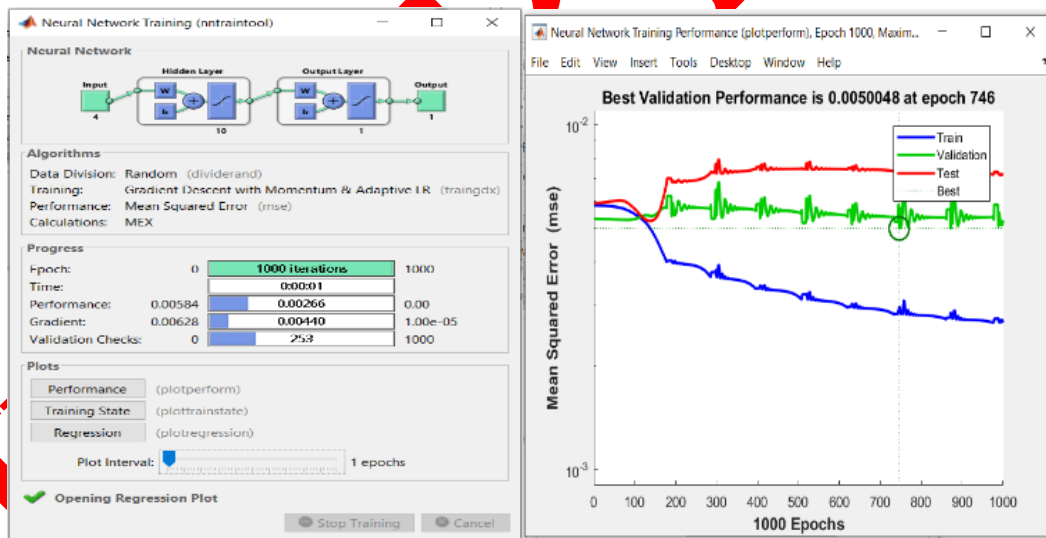 Neural Network Training (nntraintool)
Neural Network
Hidden Layer
Output Layer
Input
Output
W
b
W
b
4
10
1
1
Algorithms
Data Division: Random (dividerand)
Training: Gradient Descent with Momentum & Adaptive LR (traingdx)
Performance: Mean Squared Error (mse)
Calculations: MEX
Progress
Epoch: 0 1000 iterations 1000
Time: 0:00:01
Performance: 0.00584 0.00266 0.00
Gradient: 0.00628 0.00440 1.00e-05
Validation Checks: 0 253 1000
Plots
Performance (plotperform)
Training State (plottrainstate)
Regression (plotregression)
Plot Interval: 1 epochs
Opening Regression Plot
Stop Training Cancel
Neural Network Training Performance (plotperform), Epoch 1000, Maxim...
File Edit View Insert Tools Desktop Window Help
Best Validation Performance is 0.0050048 at epoch 746
10-2
Train
Validation
Test
Best
Mean Squared Error (mse)
10-3
0 100 200 300 400 500 600 700 800 900 1000
1000 Epochs